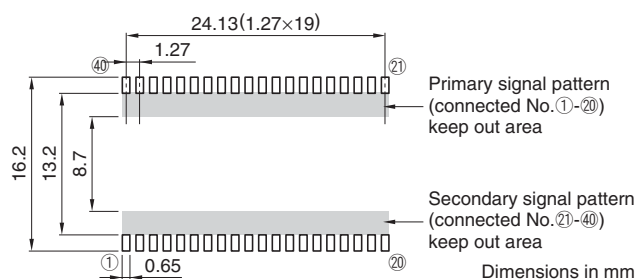 24.13(1.27×19)
1.27
㊵
㉑
16.2
13.2
8.7
Primary signal pattern
(connected No.①-⑳)
keep out area
Secondary signal pattern
(connected No.㉑-㊵)
keep out area
①
0.65
⑳
Dimensions in mm